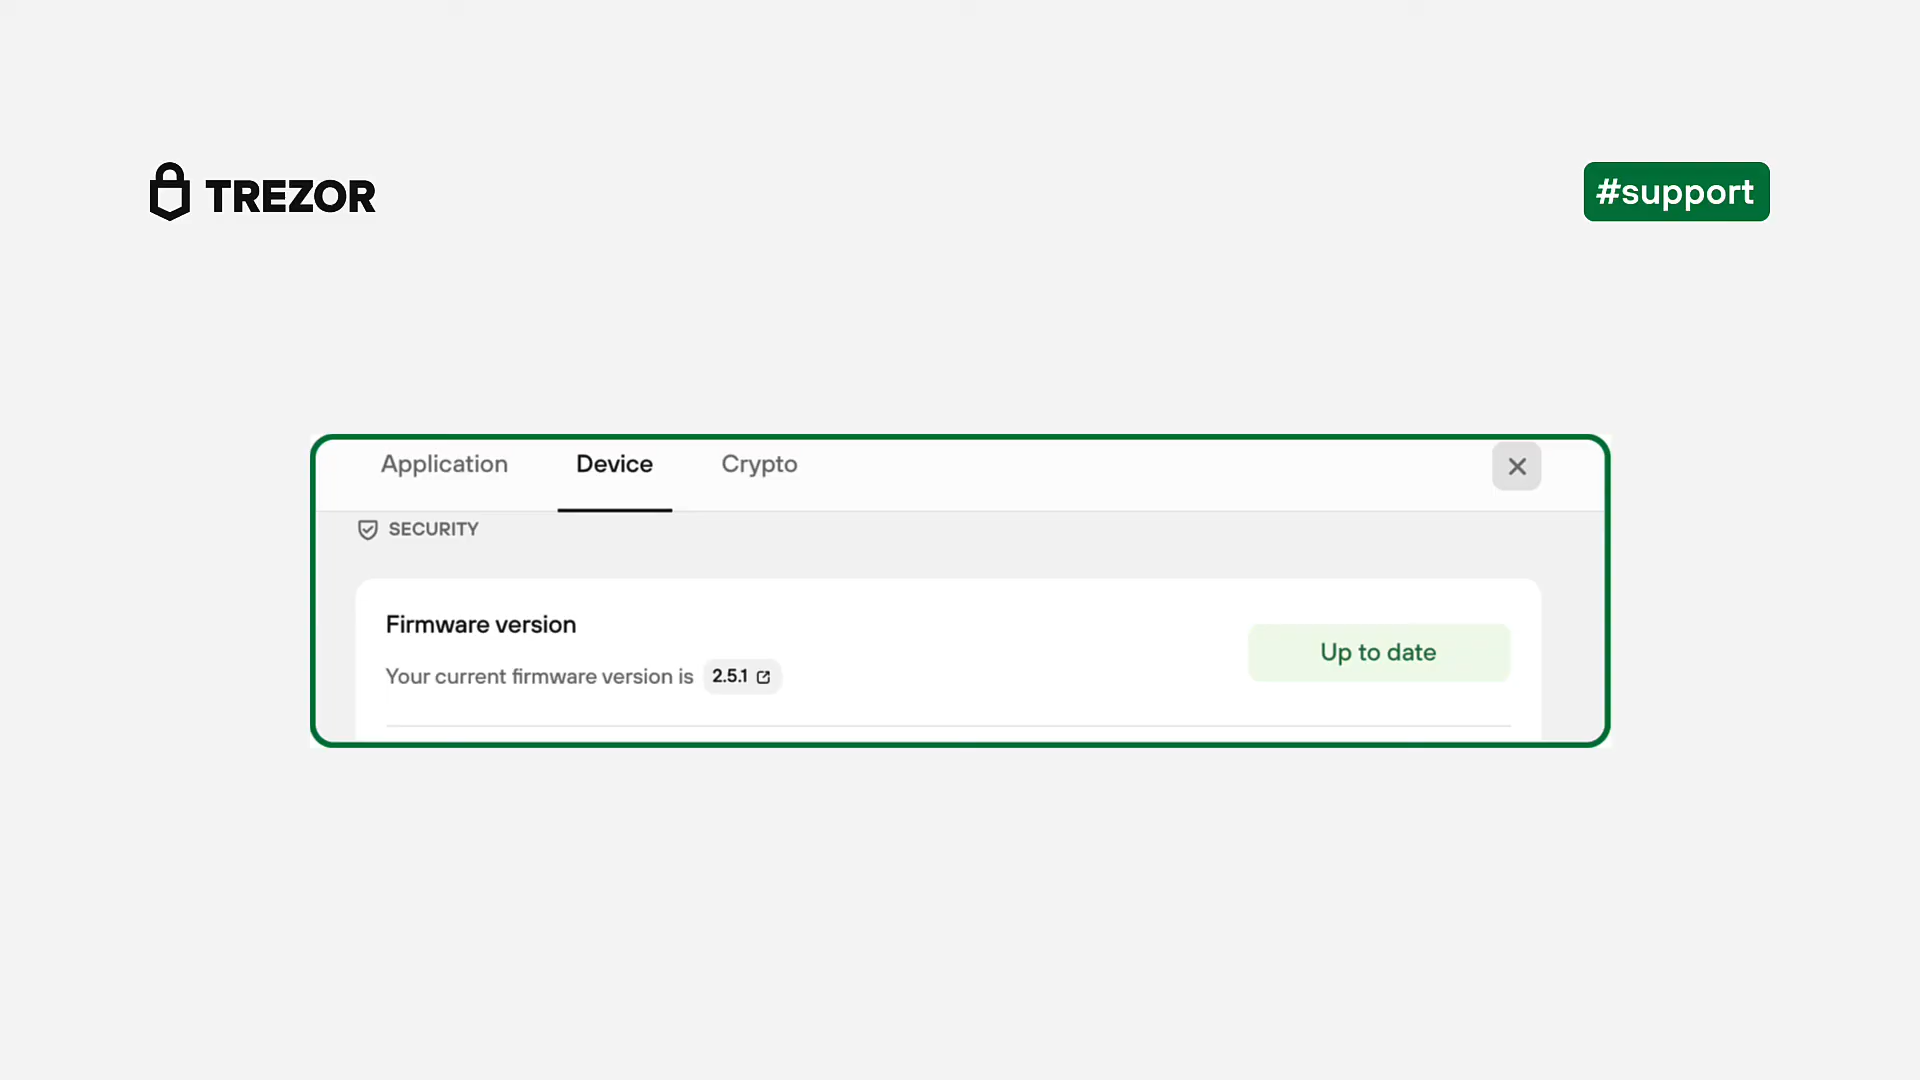 TREZOR
#support
Application Device Crypto
SECURITY
Firmware version
Your current firmware version is 2.5.1
Up to date